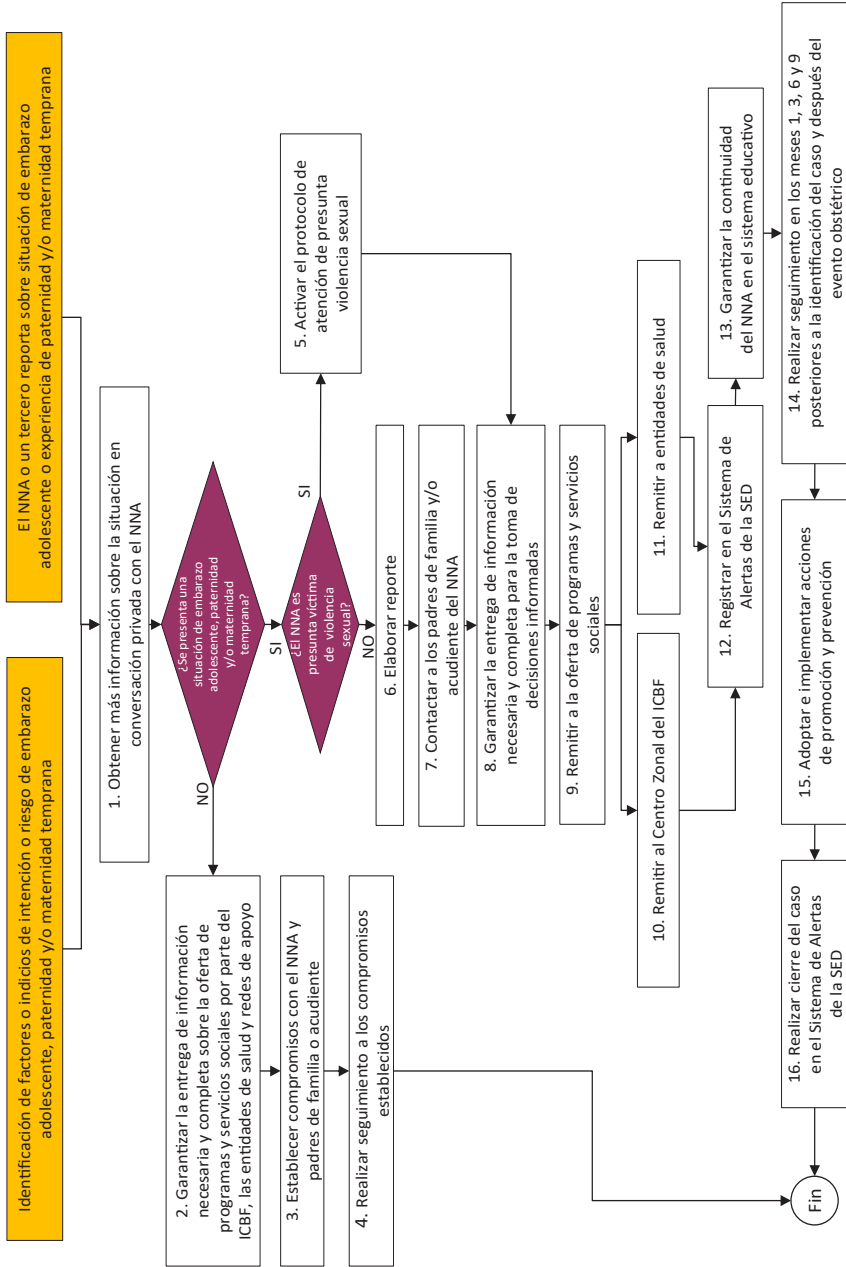 Identificación de factores o indicios de intención o riesgo de embarazo
adolescente, paternidad y/o maternidad temprana
El NNA o un tercero reporta sobre situación de embarazo
adolescente o experiencia de paternidad y/o maternidad temprana
1. Obtener más información sobre la situación en
conversación privada con el NNA
¿Se presenta una
situación de embarazo
adolescente, paternidad
y/o maternidad
temprana?
NO
SI
2. Garantizar la entrega de información
necesaria y completa sobre la oferta de
programas y servicios sociales por parte del
ICBF, las entidades de salud y redes de apoyo
3. Establecer compromisos con el NNA y
padres de familia o acudiente
4. Realizar seguimiento a los compromisos
establecidos
¿El NNA es
presunta víctima
de violencia
sexual?
SI
NO
5. Activar el protocolo de
atención de presunta
violencia sexual
6. Elaborar reporte
7. Contactar a los padres de familia y/o
acudiente del NNA
8. Garantizar la entrega de información
necesaria y completa para la toma de
decisiones informadas
9. Remitir a la oferta de programas y servicios
sociales
10. Remitir al Centro Zonal del ICBF
11. Remitir a entidades de salud
12. Registrar en el Sistema de
Alertas de la SED
13. Garantizar la continuidad
del NNA en el sistema educativo
14. Realizar seguimiento en los meses 1, 3, 6 y 9
posteriores a la identificación del caso y después del
evento obstétrico
15. Adoptar e implementar acciones
de promoción y prevención
16. Realizar cierre del caso
en el Sistema de Alertas
de la SED
Fin